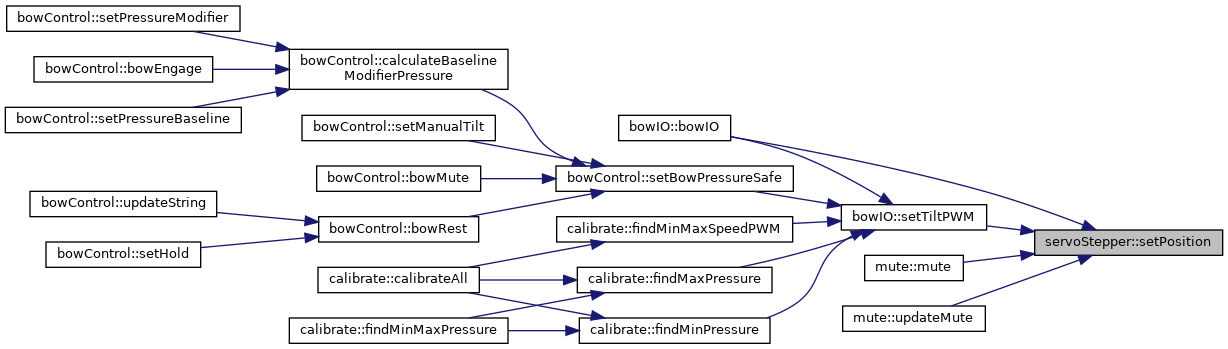 bowControl::setPressureModifier
bowControl::bowEngage
bowControl::setPressureBaseline
bowControl::calculateBaseline
ModifierPressure
bowControl::setManualTilt
bowControl::bowMute
bowControl::updateString
bowControl::setHold
bowControl::bowRest
calibrate::calibrateAll
calibrate::findMinMaxPressure
bowIO::bowIO
bowControl::setBowPressureSafe
calibrate::findMinMaxSpeedPWM
calibrate::findMaxPressure
calibrate::findMinPressure
bowIO::setTiltPWM
mute::mute
mute::updateMute
servoStepper::setPosition